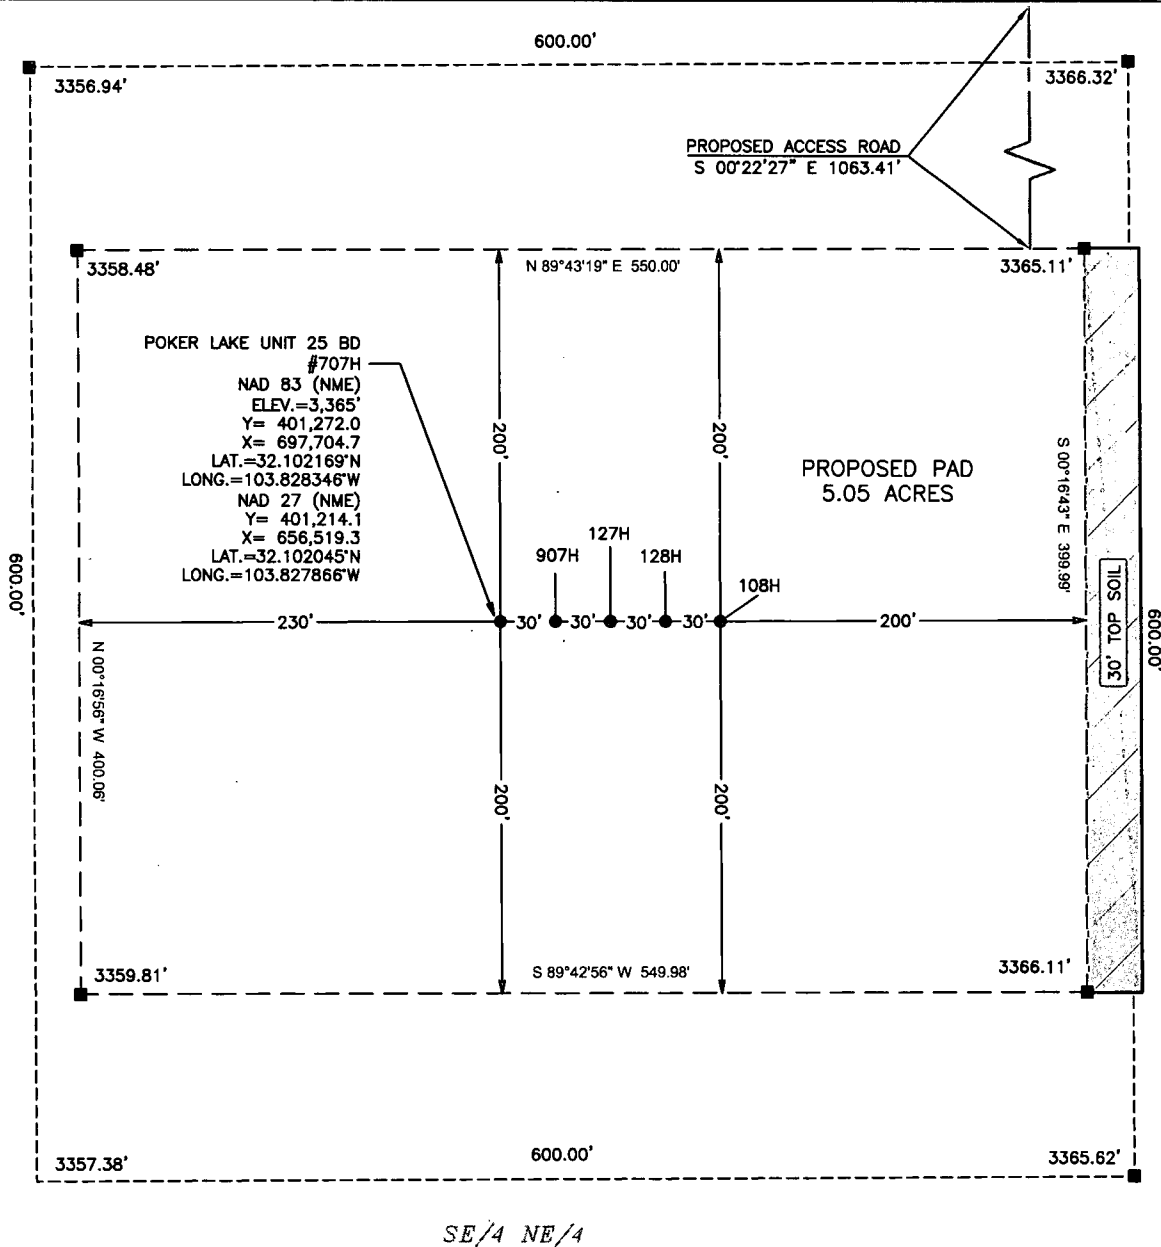 600.00'
3356.94'
3366.32'
PROPOSED ACCESS ROAD
S 00°22'27" E 1063.41'
3358.48'
N 89°43'19" E 550.00'
3365.11'
POKER LAKE UNIT 25 BD
#707H
NAD 83 (NME)
ELEV.=3,365'
Y= 401,272.0
X= 697,704.7
LAT.=32.102169°N
LONG.=103.828346°W
NAD 27 (NME)
Y= 401,214.1
X= 656,519.3
LAT.=32.102045°N
LONG.=103.827866°W
200'
200'
PROPOSED PAD
5.05 ACRES
S 00°16'43" E 399.99'
907H
127H
128H
108H
600.00'
230'
30'
30'
30'
30'
200'
30' TOP SOIL
600.00'
N 00°16'56" W 400.06'
200'
200'
3359.81'
S 89°42'56" W 549.98'
3366.11'
3357.38'
600.00'
3365.62'
SE/4 NE/4